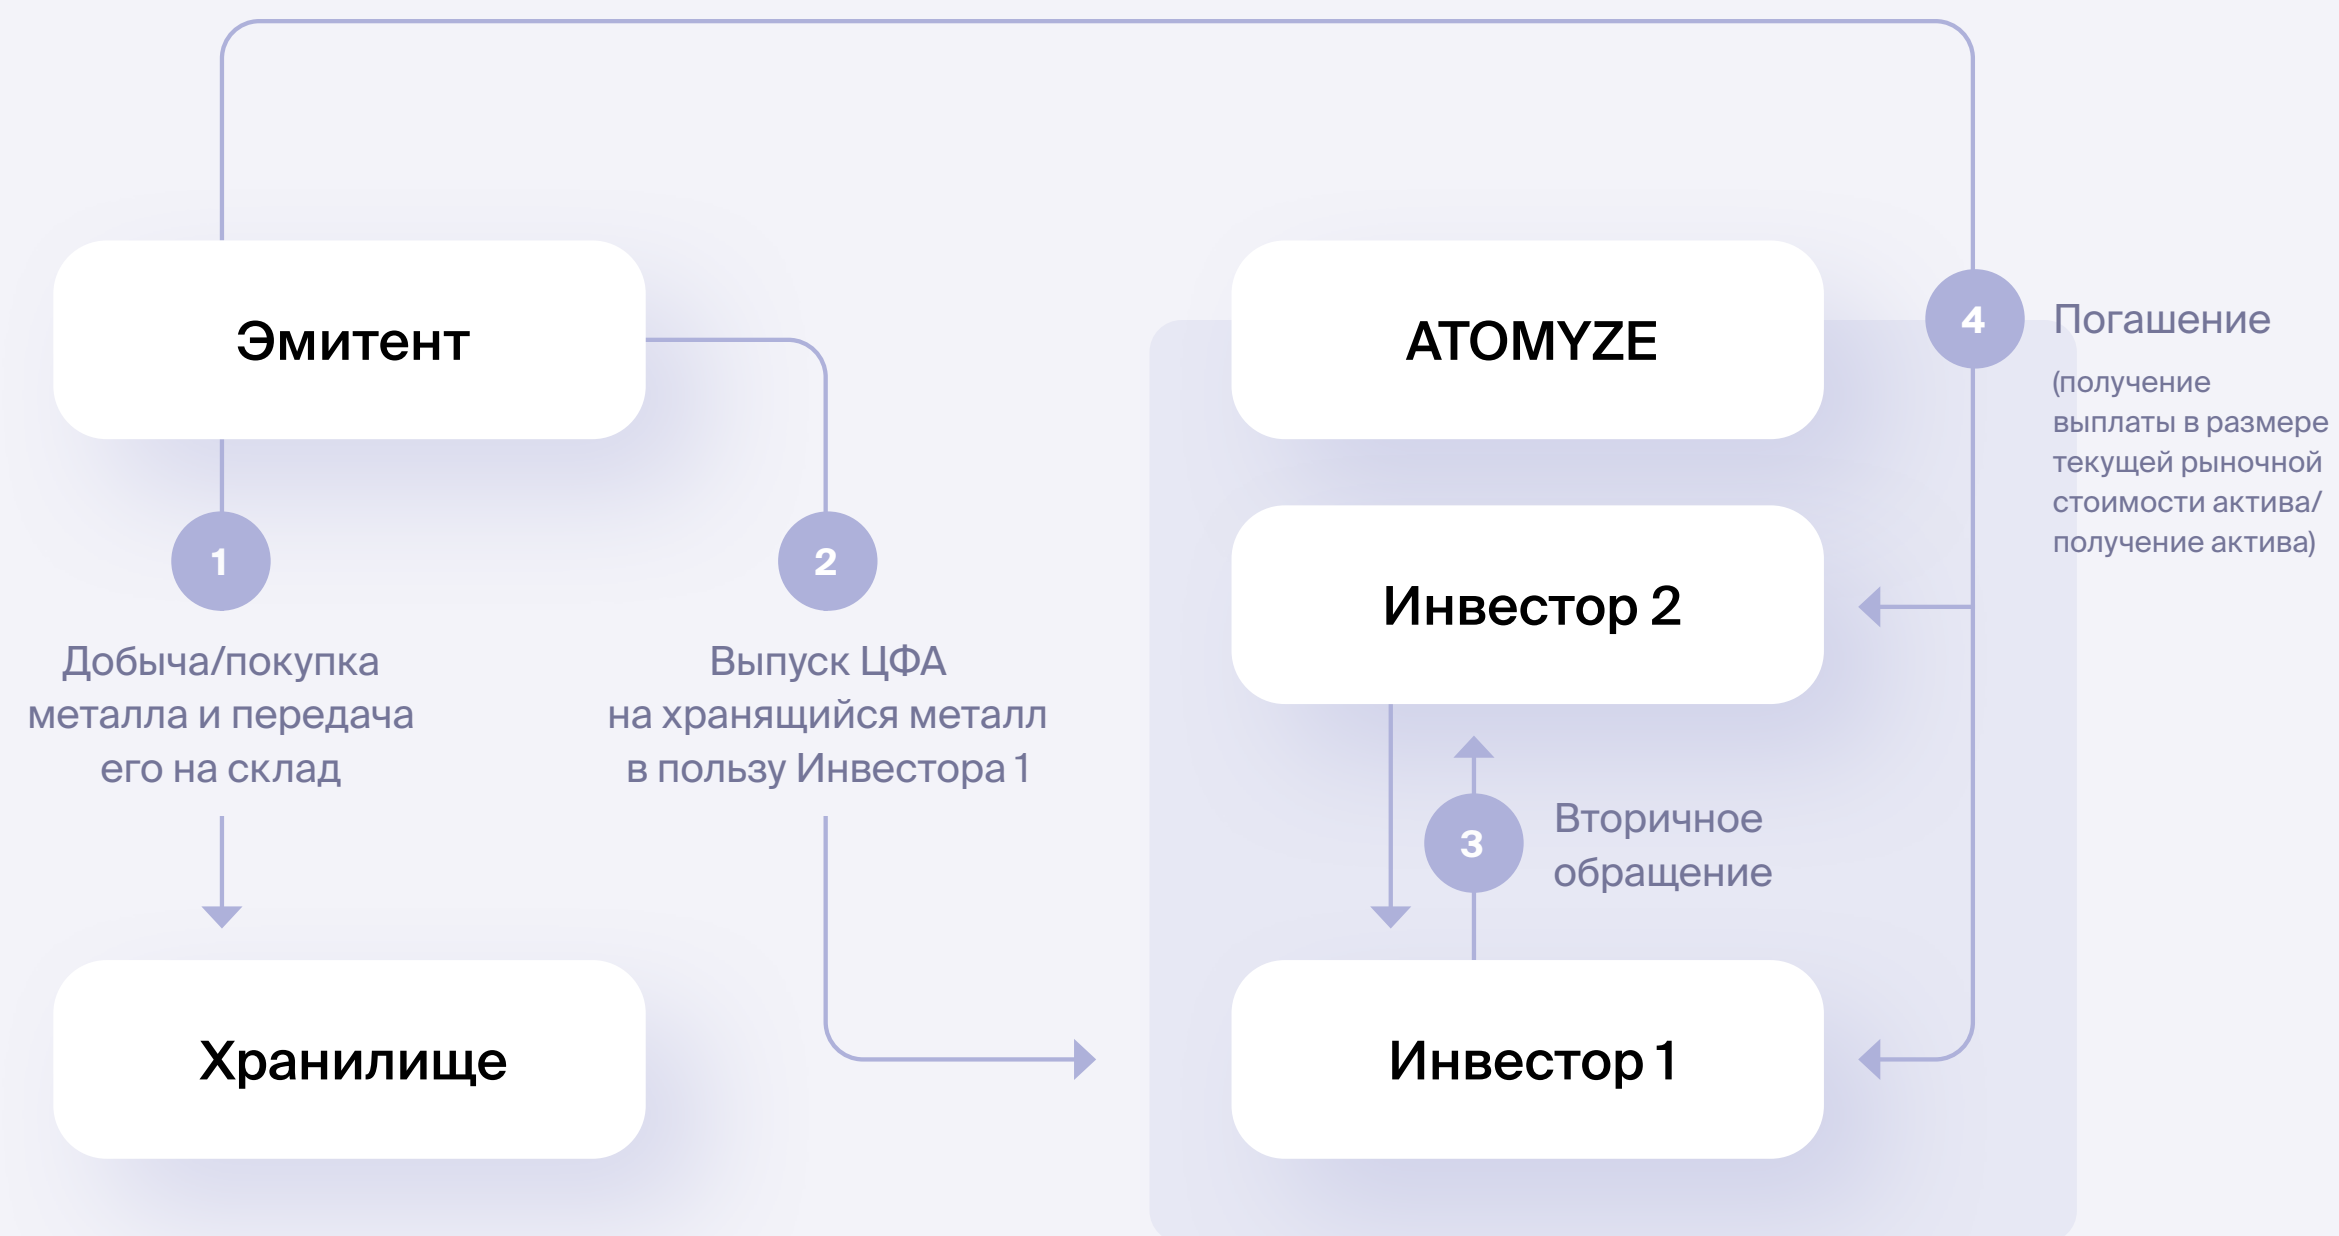 Эмитент
1
Добыча/покупка
металла и передача
его на склад
Хранилище
2
Выпуск ЦФА
на хранящийся металл
в пользу Инвестора 1
ATOMYZE
Инвестор 2
3
Вторичное
обращение
Инвестор 1
4
Погашение
(получение
выплаты в размере
текущей рыночной
стоимости актива/
получение актива)